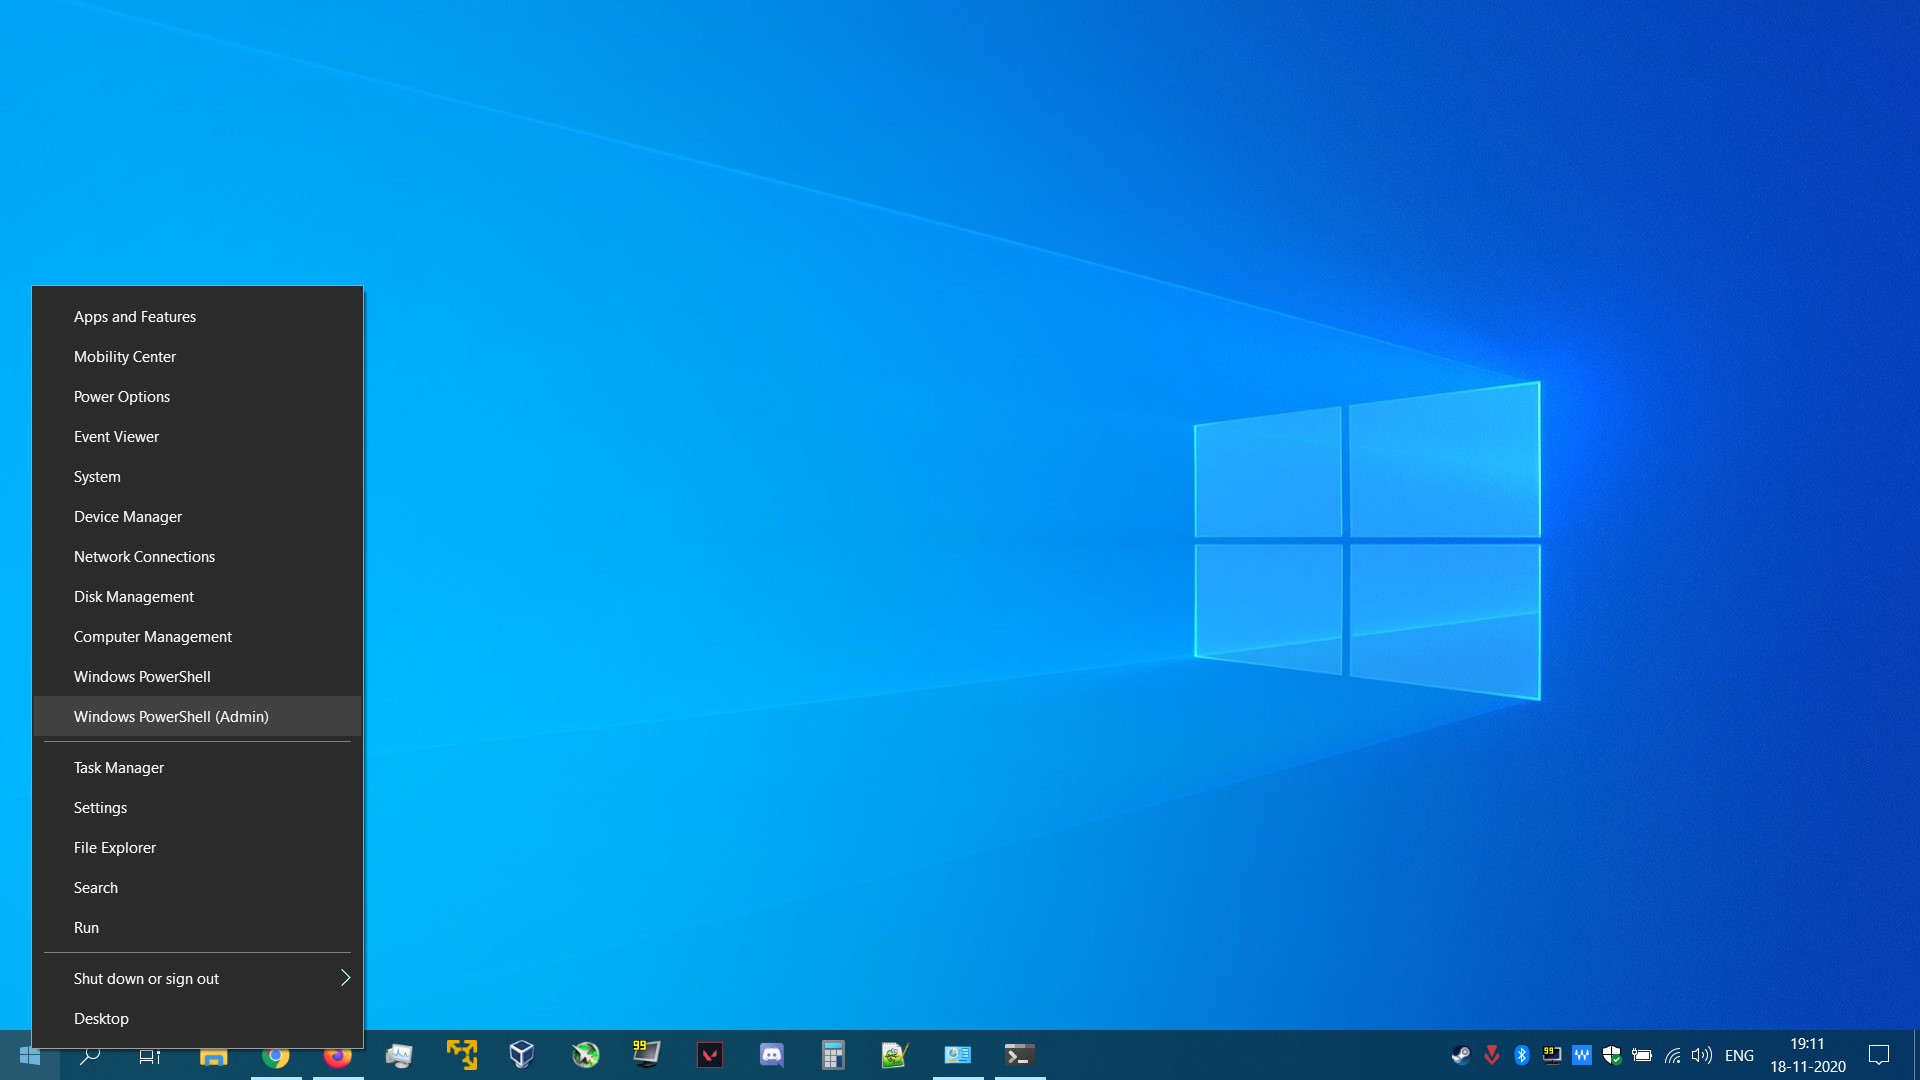 Apps and Features
Mobility Center
Power Options
Event Viewer
System
Device Manager
Network Connections
Disk Management
Computer Management
Windows PowerShell
Windows PowerShell (Admin)
Task Manager
Settings
File Explorer
Search
Run
Shut down or sign out
Desktop
99
99
ENG
19:11
18-11-2020